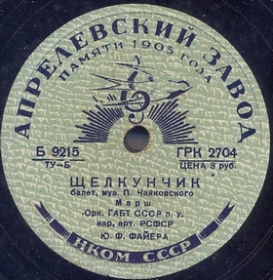 АПРЕЛЕВСКИЙ ЗАВОД
ПАМЯТИ 1905 ГОДА
Б 9215 ГРК 2704
ТУ-Б ЦЕНА 3 руб.
ЩЕЛКУНЧИК
балет, муз. П. Чайковского
Марш
Орк. ГАБТ СССР п. у.
нар. арт. РСФСР
Ю. Ф. ФАЙЕРА
НКОМ СССР